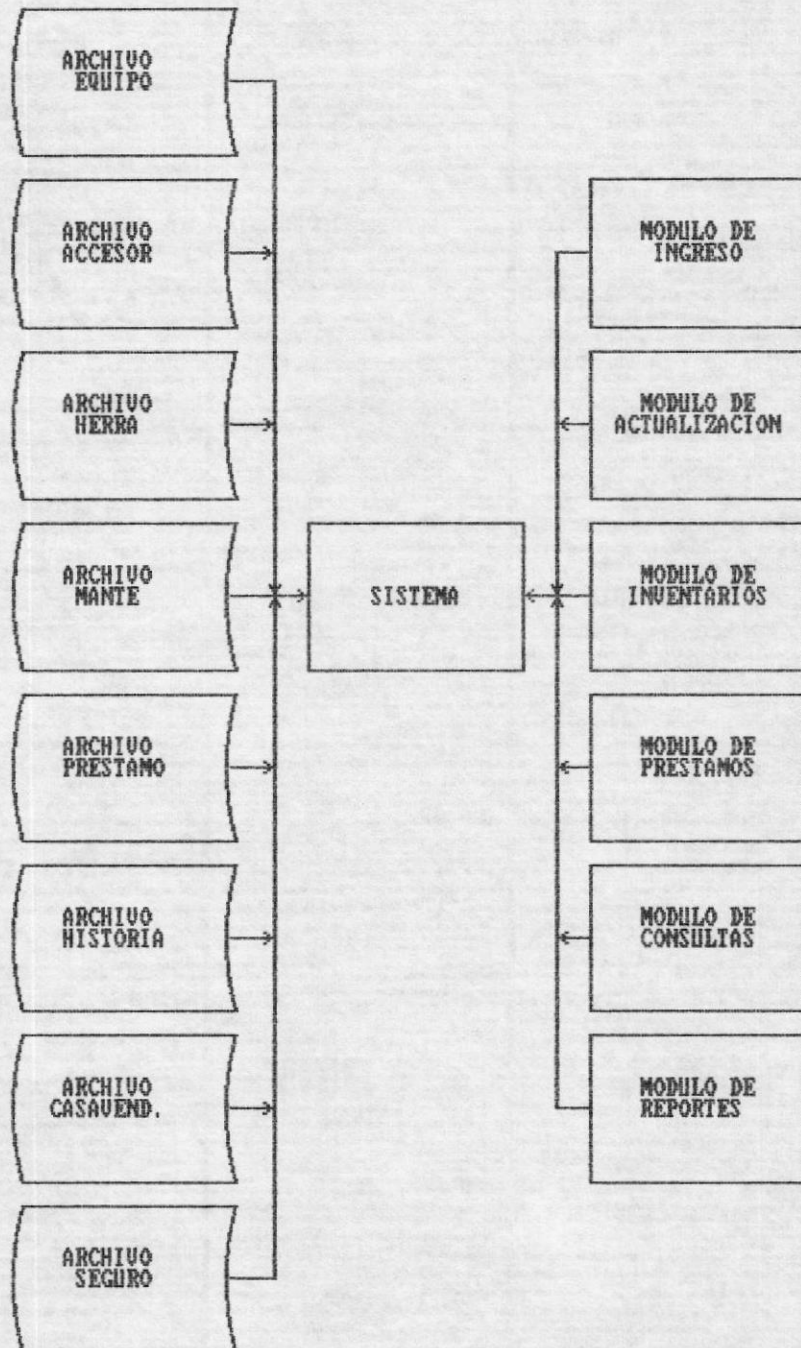 ARCHIVO
EQUIPO
ARCHIVO
ACCESOR
ARCHIVO
HERRA
ARCHIVO
MANTE
ARCHIVO
PRESTAMO
ARCHIVO
HISTORIA
ARCHIVO
CASAVEND.
ARCHIVO
SEGURO
SISTEMA
MODULO DE
INGRESO
MODULO DE
ACTUALIZACION
MODULO DE
INVENTARIOS
MODULO DE
PRESTAMOS
MODULO DE
CONSULTAS
MODULO DE
REPORTES